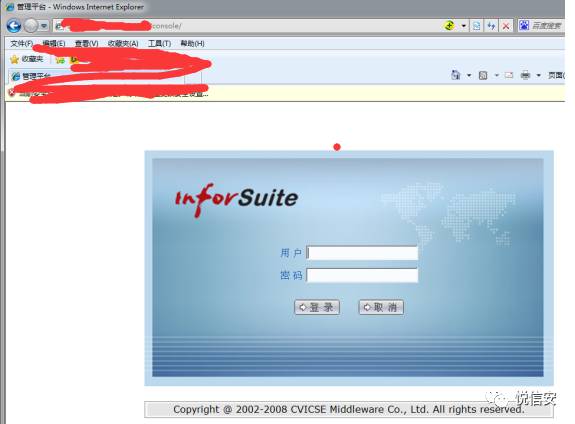 管理平台 - Windows Internet Explorer
console/
百度搜索
文件(F) 编辑(E) 查看(V) 收藏夹(A) 工具(T) 帮助(H)
收藏夹
管理平台
页面(
inforSuite
用户
密码
登录 取消
Copyright @ 2002-2008 CVICSE Middleware Co., Ltd. All rights reserved.
悦信安